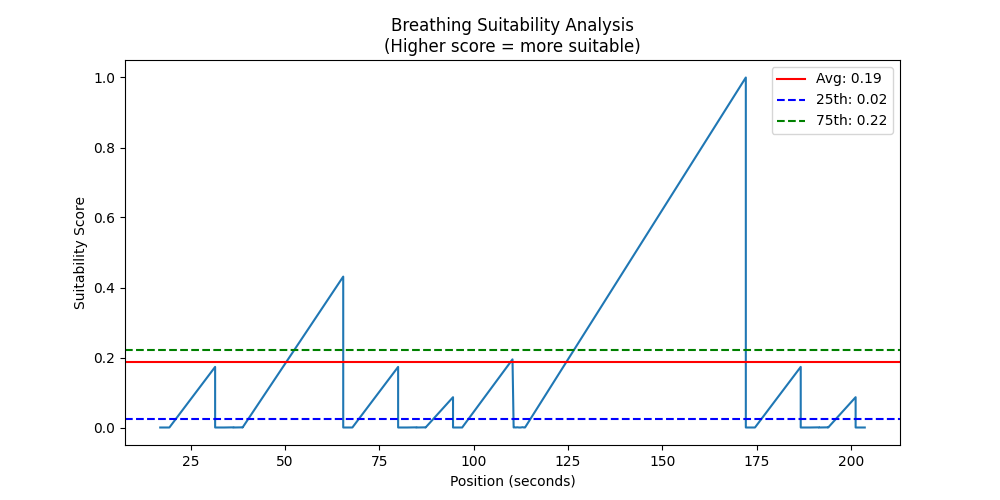 Breathing Suitability Analysis
(Higher score = more suitable)
Avg: 0.19
25th: 0.02
75th: 0.22
1.0
0.8
0.6
0.4
0.2
0.0
Suitability Score
25
50
75
100
125
150
175
200
Position (seconds)